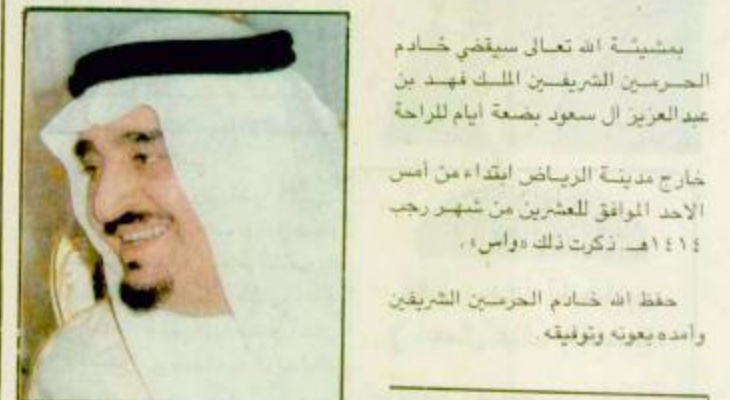 بمشيئة الله تعالى سيقضي خادم
الحرمين الشريفين الملك فهد بن
عبد العزيز آل سعود بضعة أيام للراحة
خارج مدينة الرياض ابتداء من أمس
الاحد الموافق للعشرين من شهر رجب
١٤١٤هـ ذكرت ذلك «واس» .
حفظ الله خادم الحرمين الشريفين
وأمده بعونه وتوفيقه .